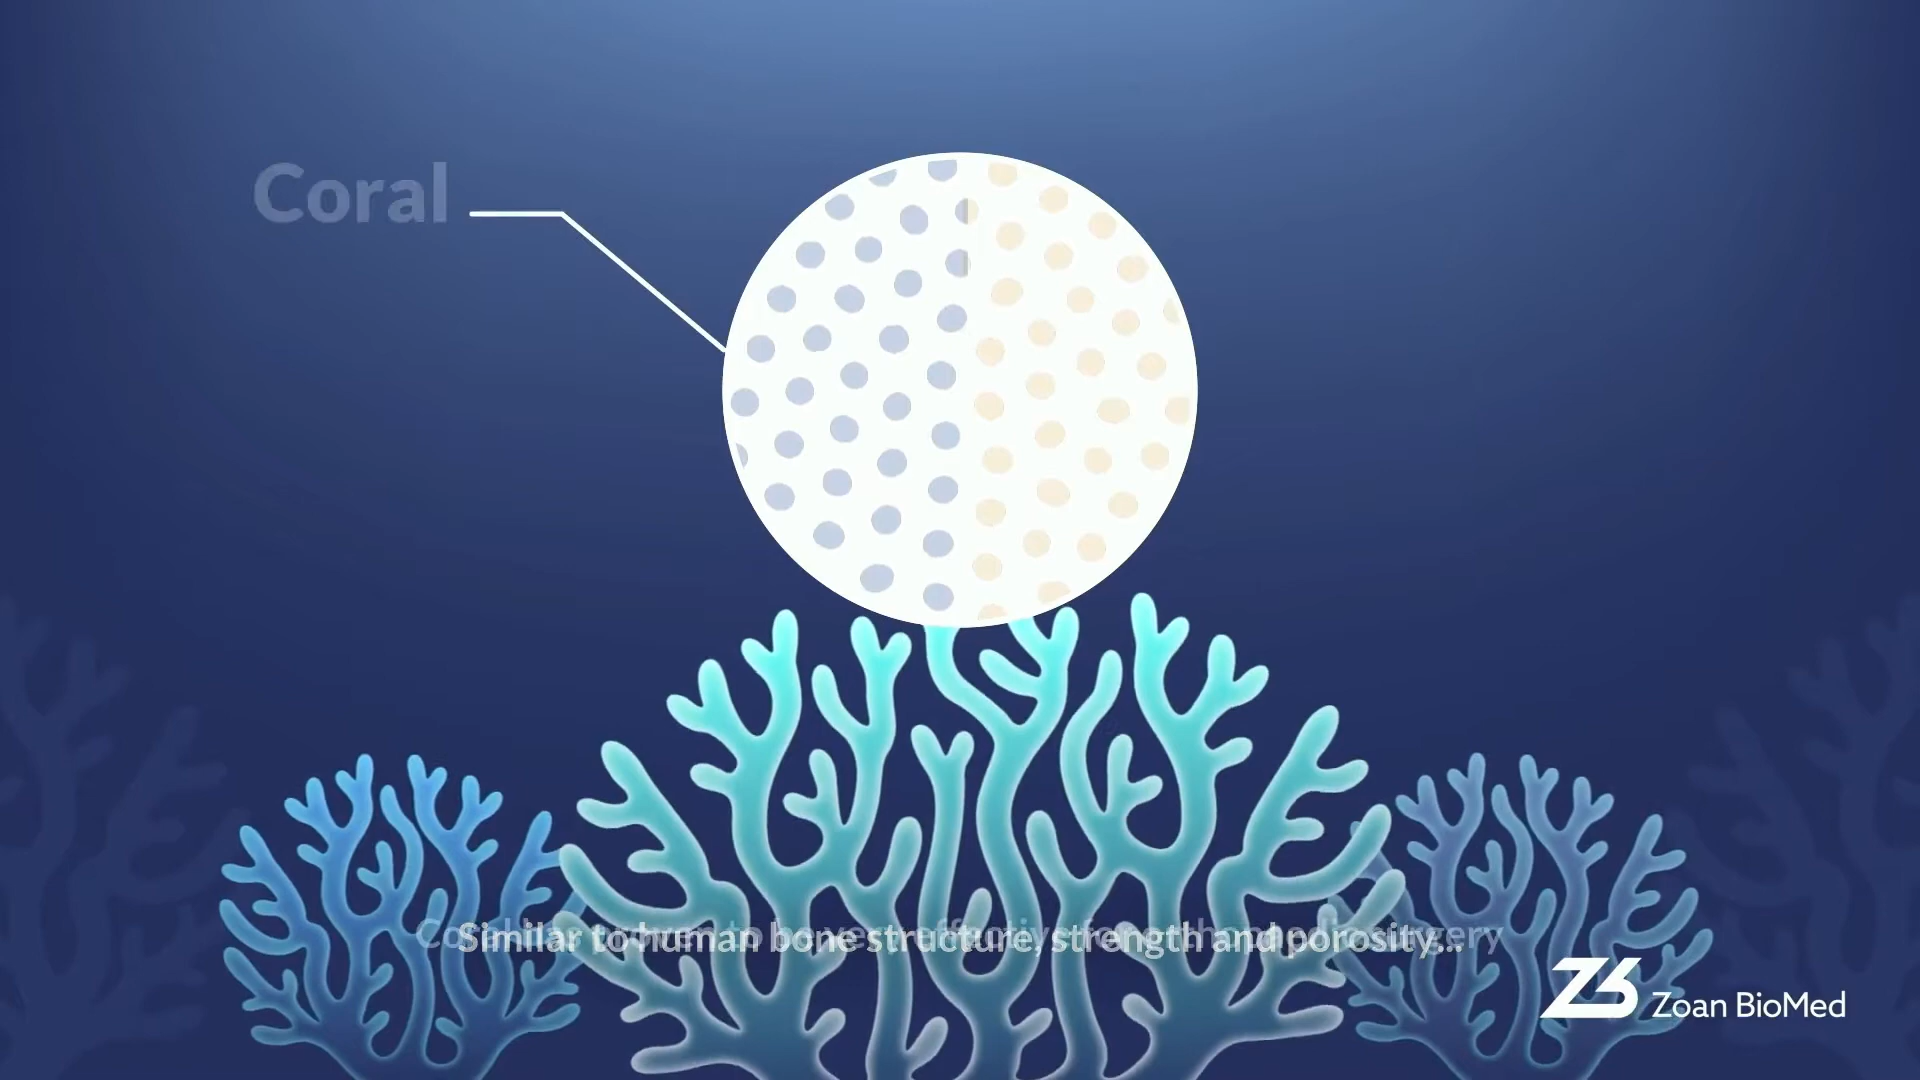 Coral
Similar to human bone structure, strength and porosity...
Zoan BioMed